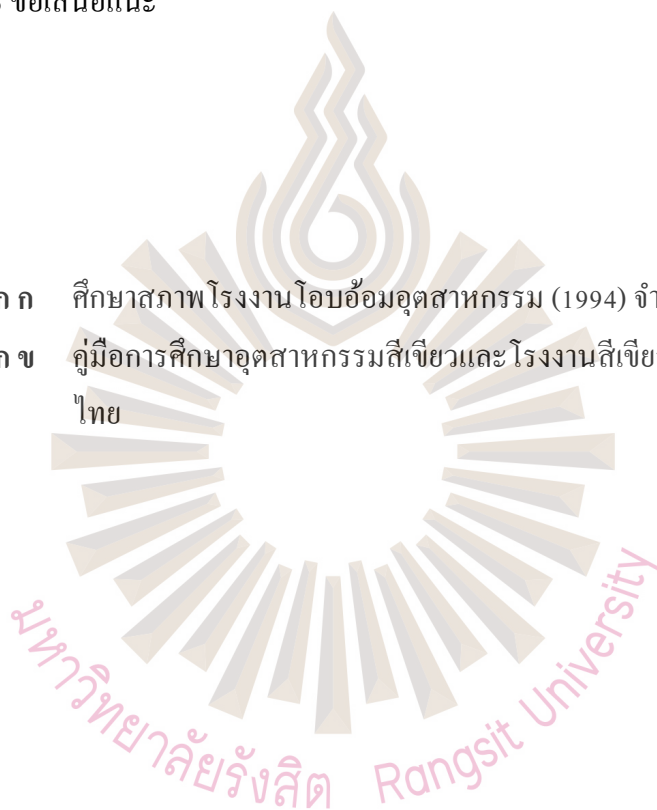 ข้อเสนอแนะ
ก ก ศึกษาสภาพโรงงานโอบอ้อมอุตสาหกรรม (1994) จำ
ก ข คู่มือการศึกษาอุตสาหกรรมสีเขียวและโรงงานสีเขีย
ไทย
มหาวิทยาลัยรังสิต Rangsit University